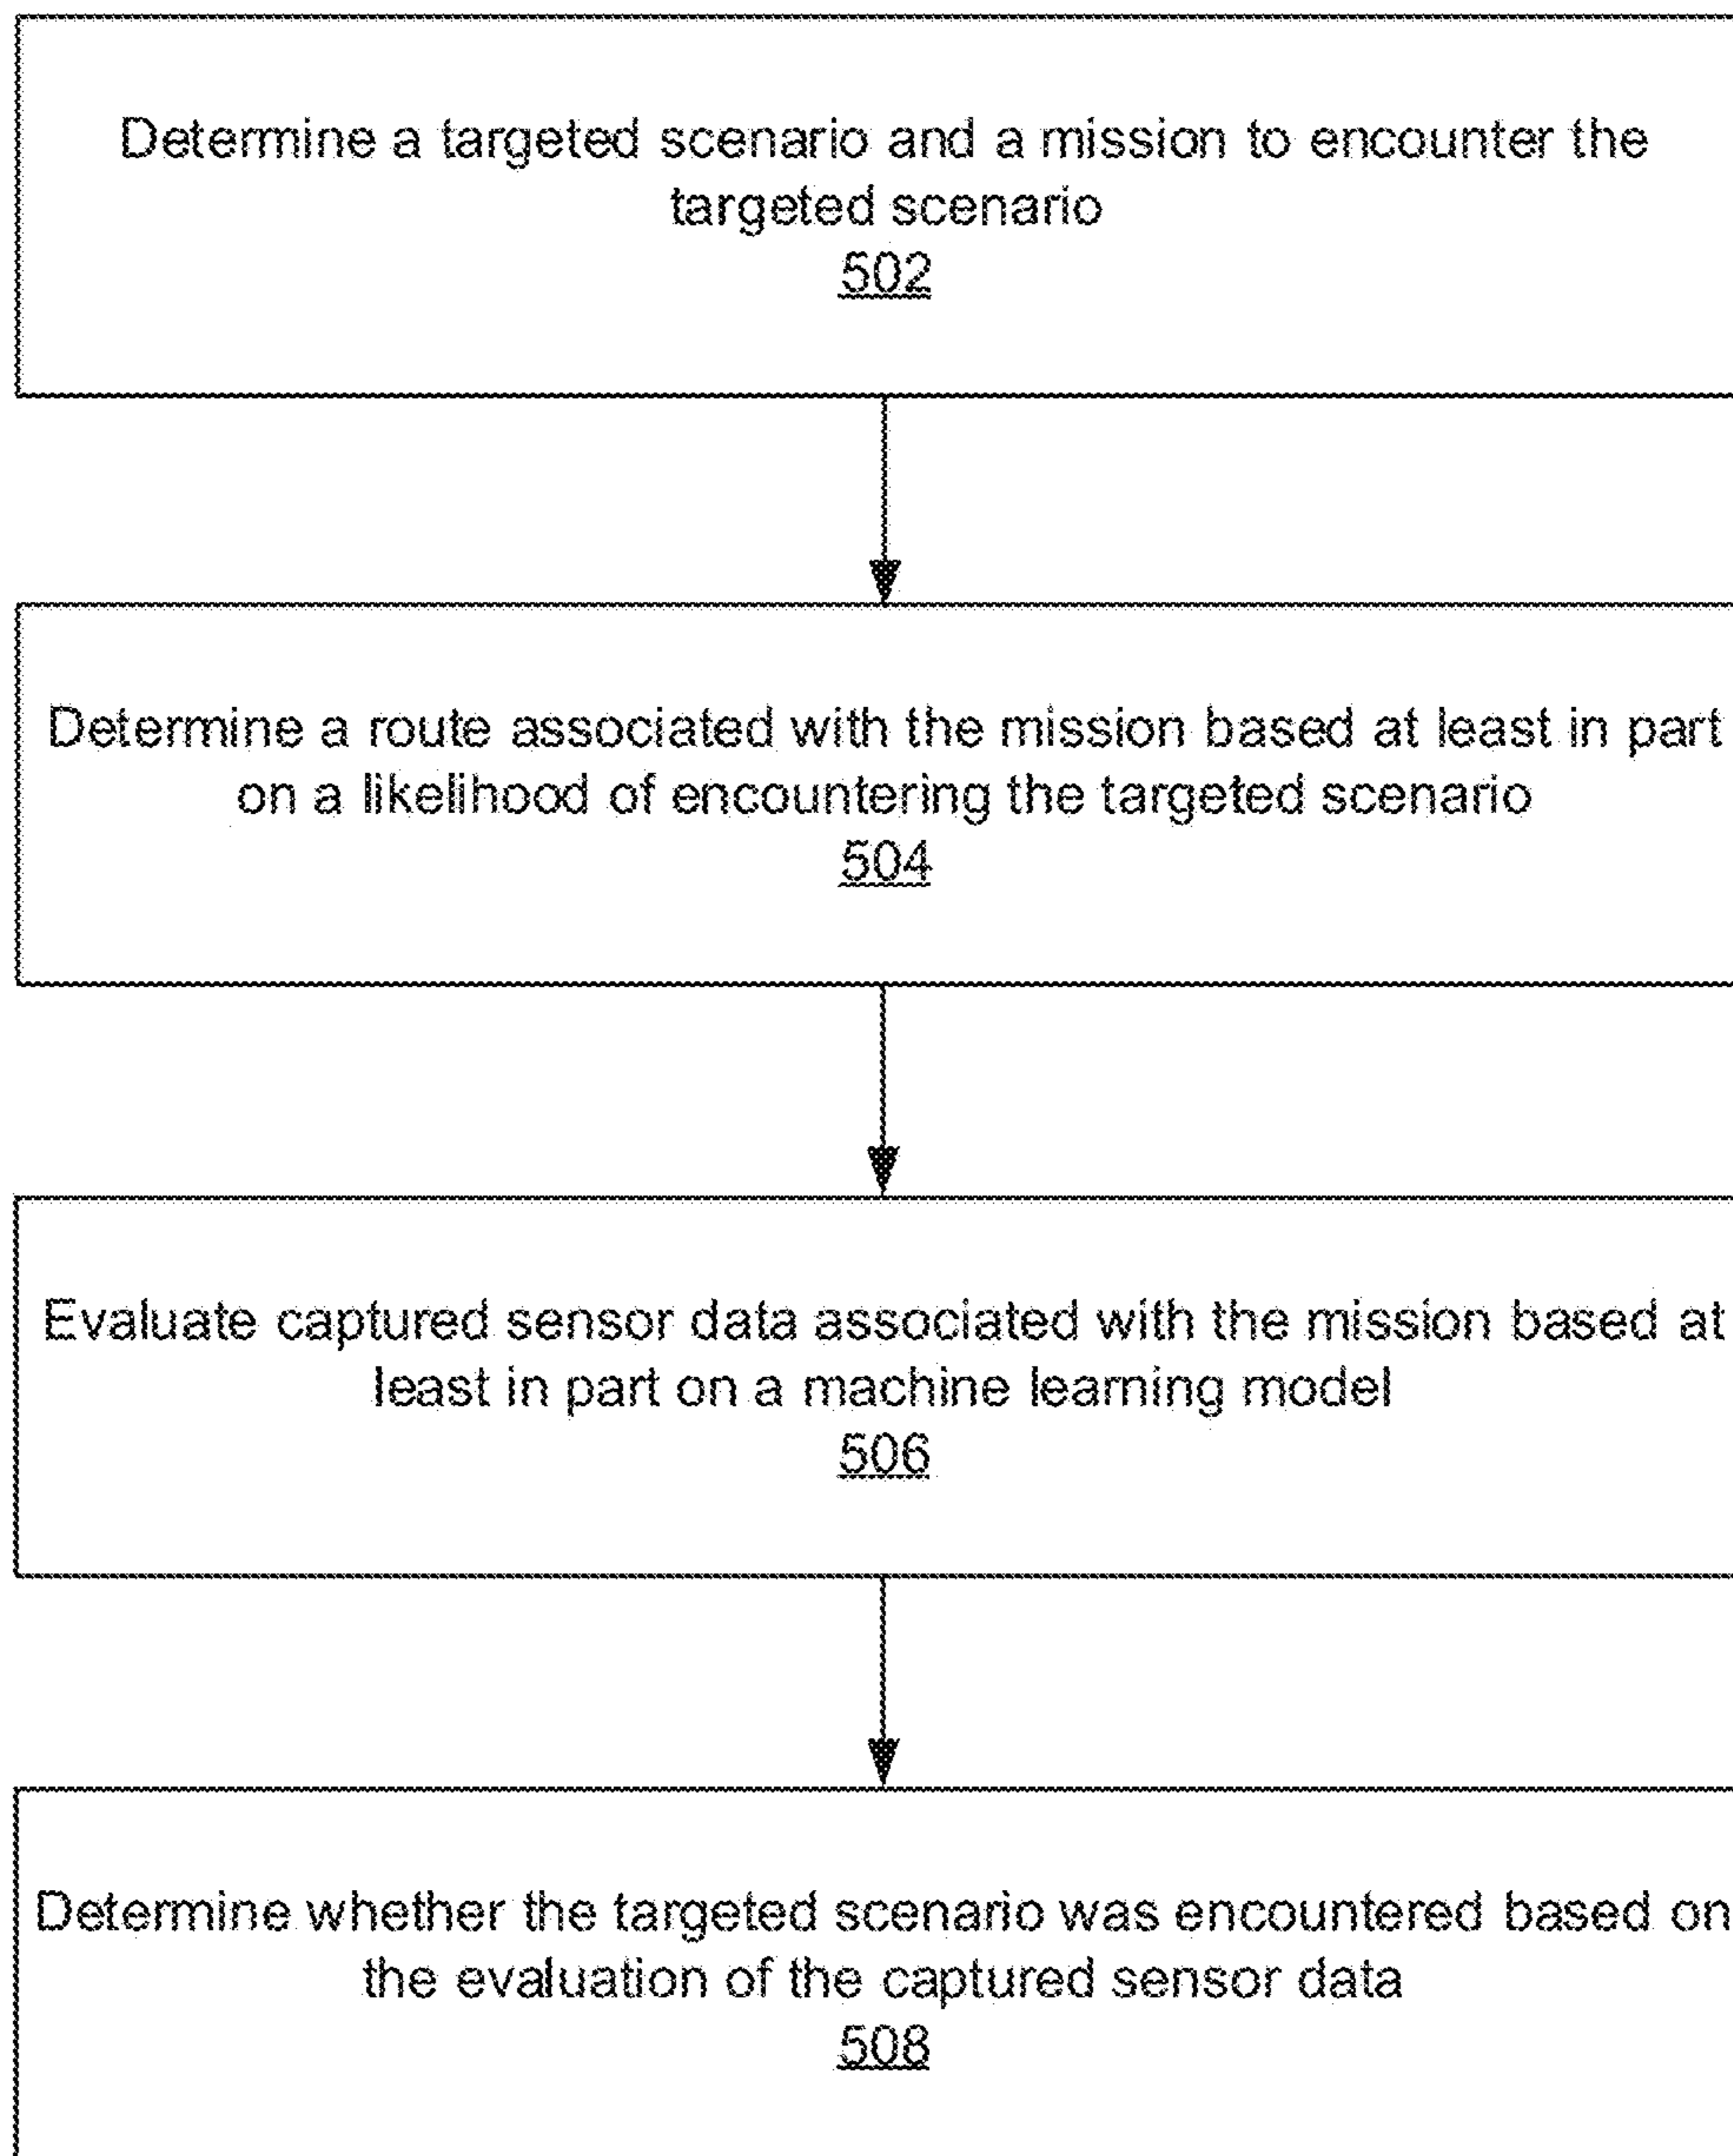 Determine a targeted scenario and a mission to encounter the
targeted scenario
502
Determine a route associated with the mission based at least in part
on a likelihood of encountering the targeted scenario
504
Evaluate captured sensor data associated with the mission based at
least in part on a machine learning model
506
Determine whether the targeted scenario was encountered based on
the evaluation of the captured sensor data
508